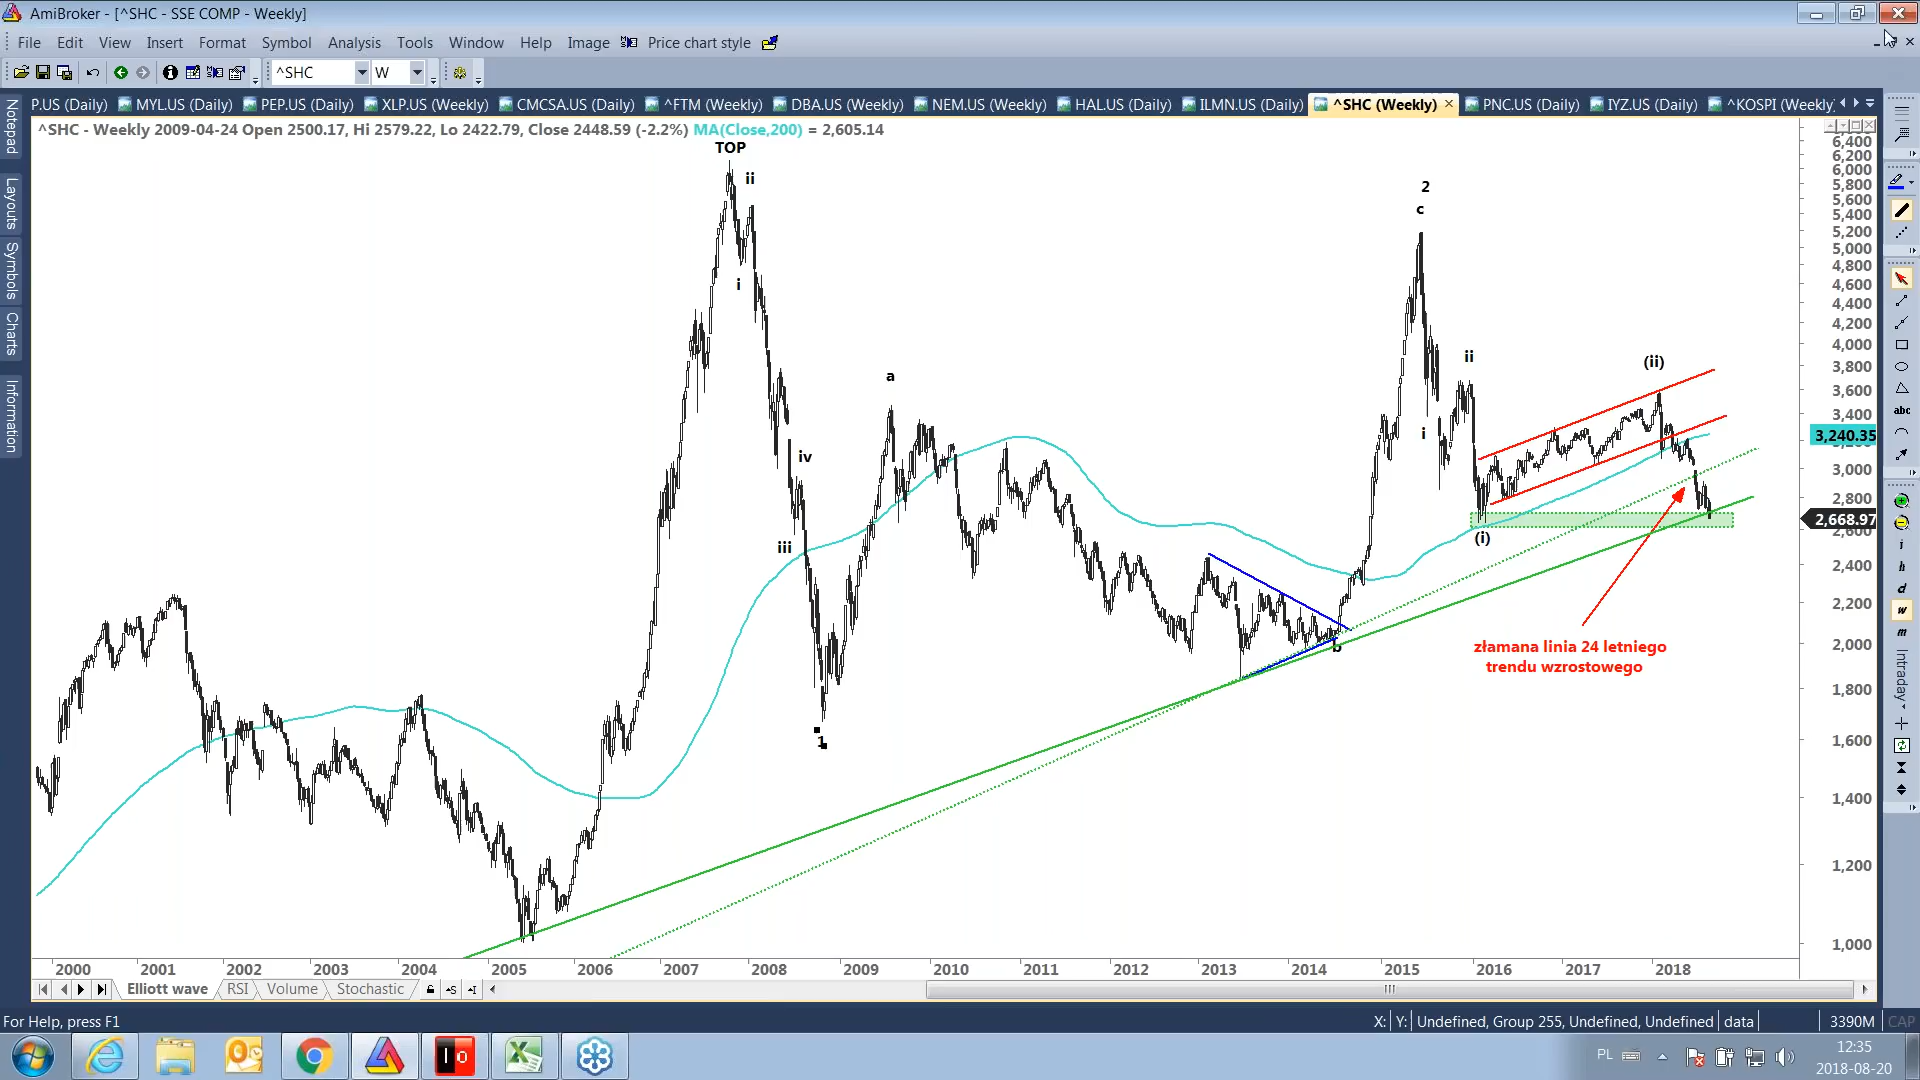 AmiBroker - [^SHC - SSE COMP - Weekly]
File Edit View Insert Format Symbol Analysis Tools Window Help Image Price chart style
^SHC W
P.US (Daily) MYL.US (Daily) PEP.US (Daily) XLP.US (Weekly) CMCSA.US (Daily) ^FTM (Weekly) DBA.US (Weekly) NEM.US (Weekly) HAL.US (Daily) ILMN.US (Daily) ^SHC (Weekly) PNC.US (Daily) IYZ.US (Daily) ^KOSPI (Weekly)
^SHC - Weekly 2009-04-24 Open 2500.17, Hi 2579.22, Lo 2422.79, Close 2448.59 (-2.2%) MA(Close,200) = 2,605.14
Notepad
Layouts
Symbols
Charts
Information
TOP
ii
i
iv
iii
1
a
b
2
c
ii
i
(i)
(ii)
złamana linia 24 letniego
trendu wzrostowego
6,400
6,200
6,000
5,800
5,600
5,400
5,200
5,000
4,800
4,600
4,400
4,200
4,000
3,800
3,600
3,400
3,240.35
3,000
2,800
2,668.97
2,600
2,400
2,200
2,000
1,800
1,600
1,400
1,200
1,000
abc
i
h
d
w
m
Intraday
2000 2001 2002 2003 2004 2005 2006 2007 2008 2009 2010 2011 2012 2013 2014 2015 2016 2017 2018
Elliott wave RSI Volume Stochastic
For Help, press F1
X: Y: Undefined, Group 255, Undefined, Undefined data 3390M CAP
PL
12:35
2018-08-20